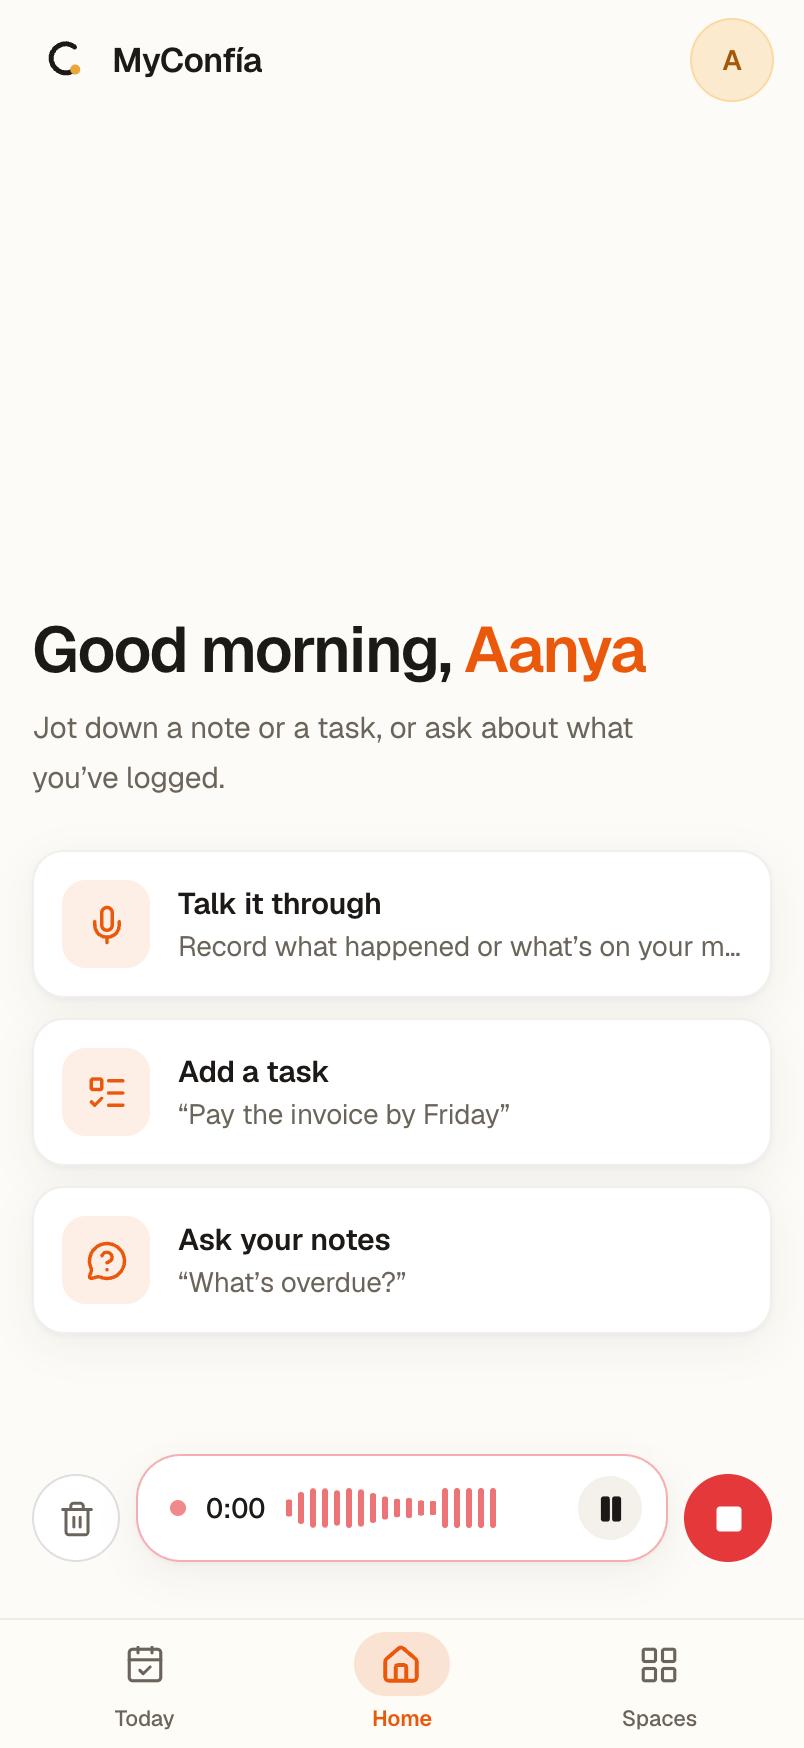 MyConfía
A
Good morning, Aanya
Jot down a note or a task, or ask about what
you’ve logged.
Talk it through
Record what happened or what’s on your m...
Add a task
“Pay the invoice by Friday”
Ask your notes
“What’s overdue?”
0:00
Today
Home
Spaces